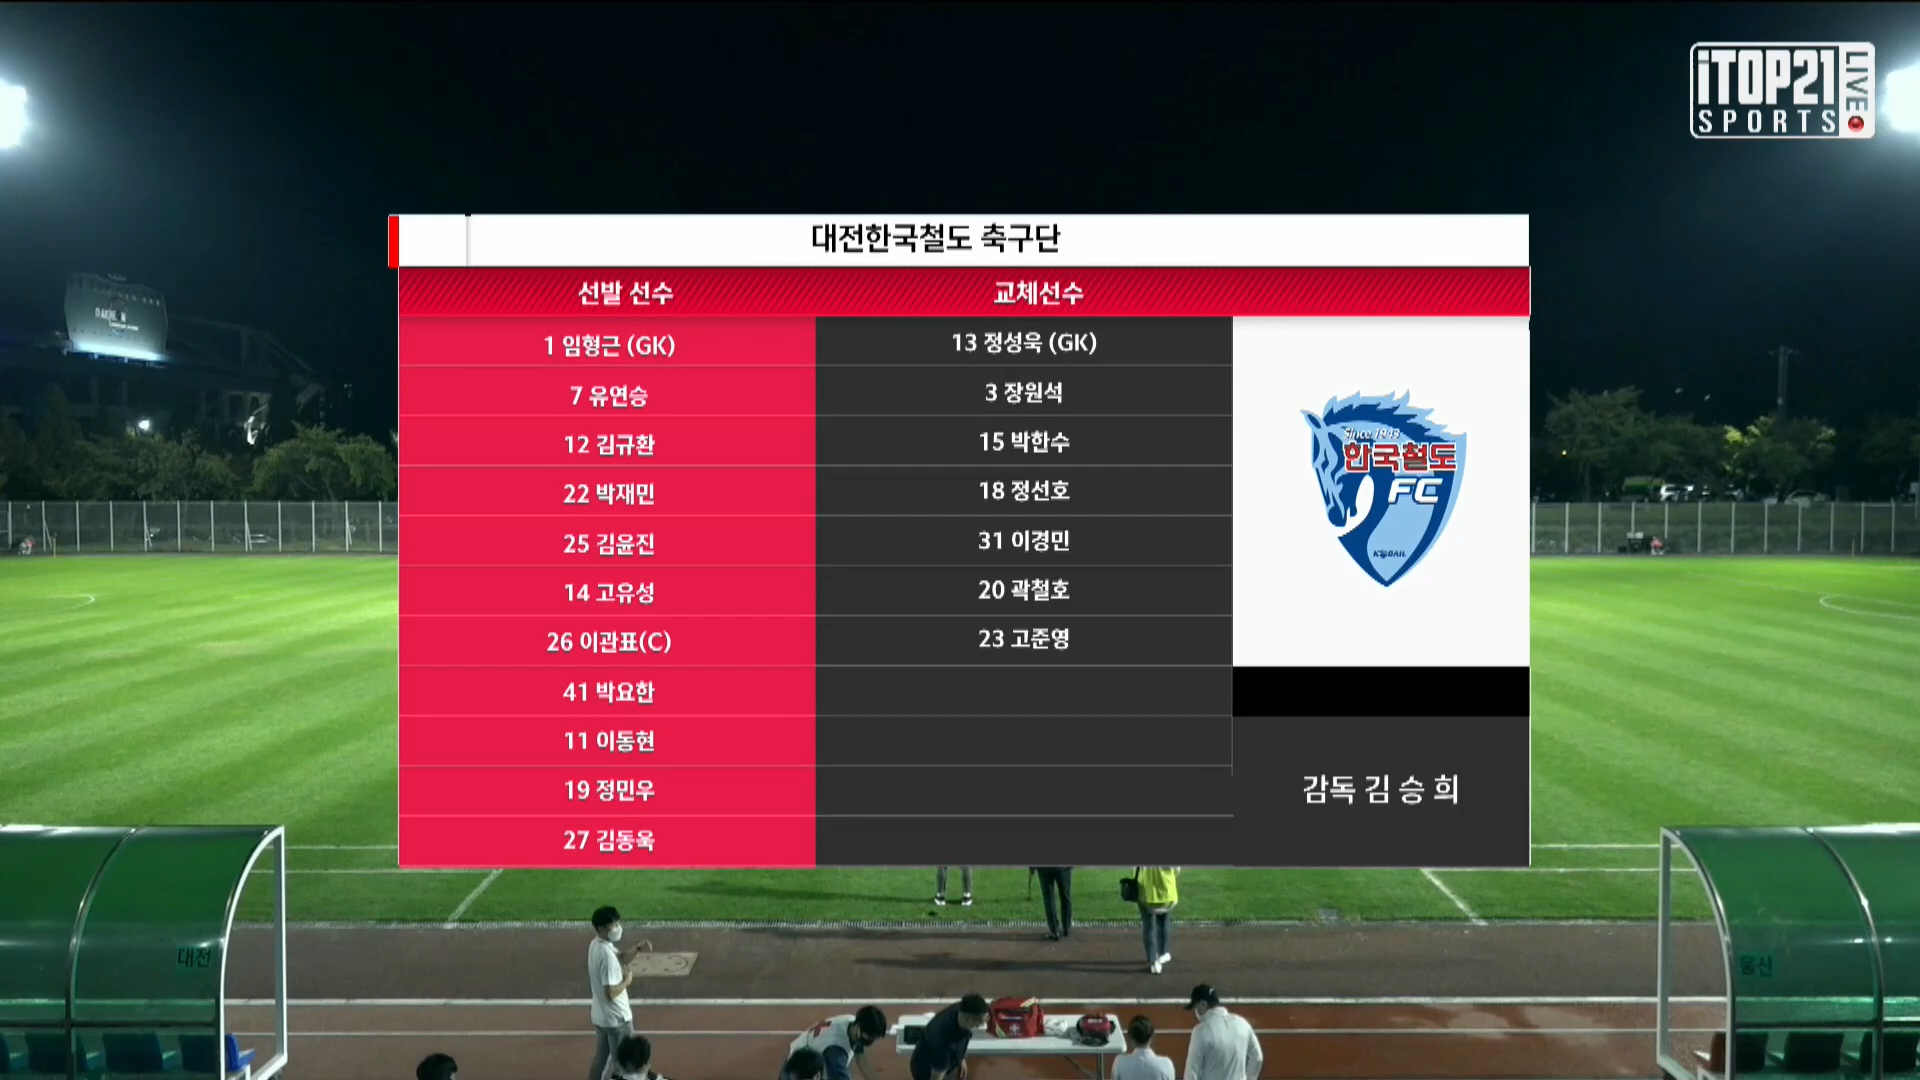 iTOP21
SPORTS
LIVE
대전한국철도 축구단
선발 선수
교체선수
1 임형근 (GK)
13 정성욱 (GK)
7 유연승
3 장원석
12 김규환
15 박한수
22 박재민
18 정선호
25 김윤진
31 이경민
14 고유성
20 곽철호
26 이관표(C)
23 고준영
41 박요한
11 이동현
19 정민우
27 김동욱
Since 1943
한국철도
FC
KORAIL
감독 김 승 희
대전
울산